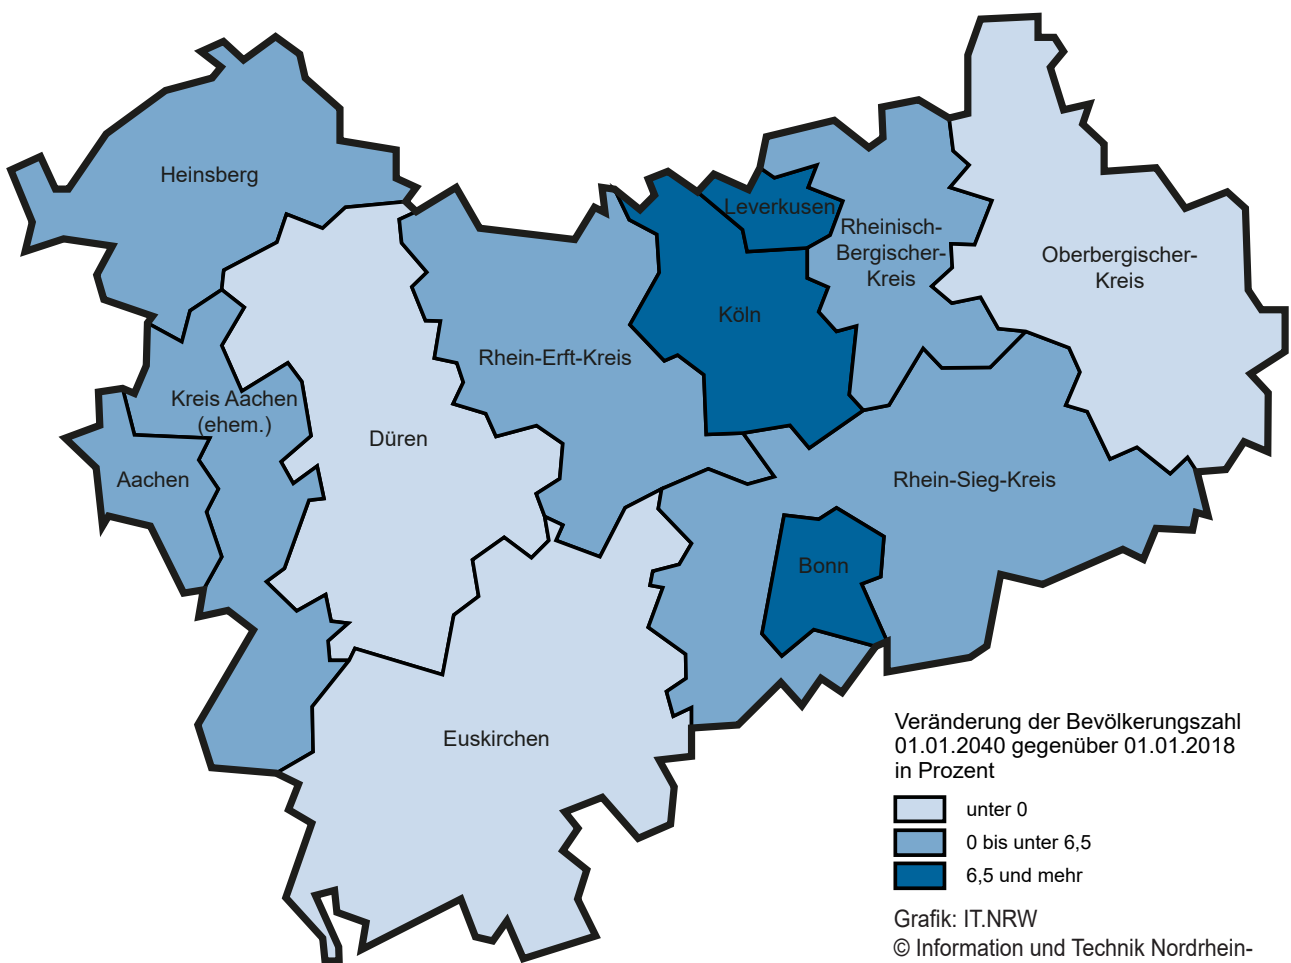 Heinsberg
Leverkusen
Rheinisch-
Bergischer-
Kreis
Oberbergischer-
Kreis
Köln
Rhein-Erft-Kreis
Kreis Aachen
(ehem.)
Düren
Aachen
Rhein-Sieg-Kreis
Bonn
Euskirchen
Veränderung der Bevölkerungszahl
01.01.2040 gegenüber 01.01.2018
in Prozent
unter 0
0 bis unter 6,5
6,5 und mehr
Grafik: IT.NRW
© Information und Technik Nordrhein-